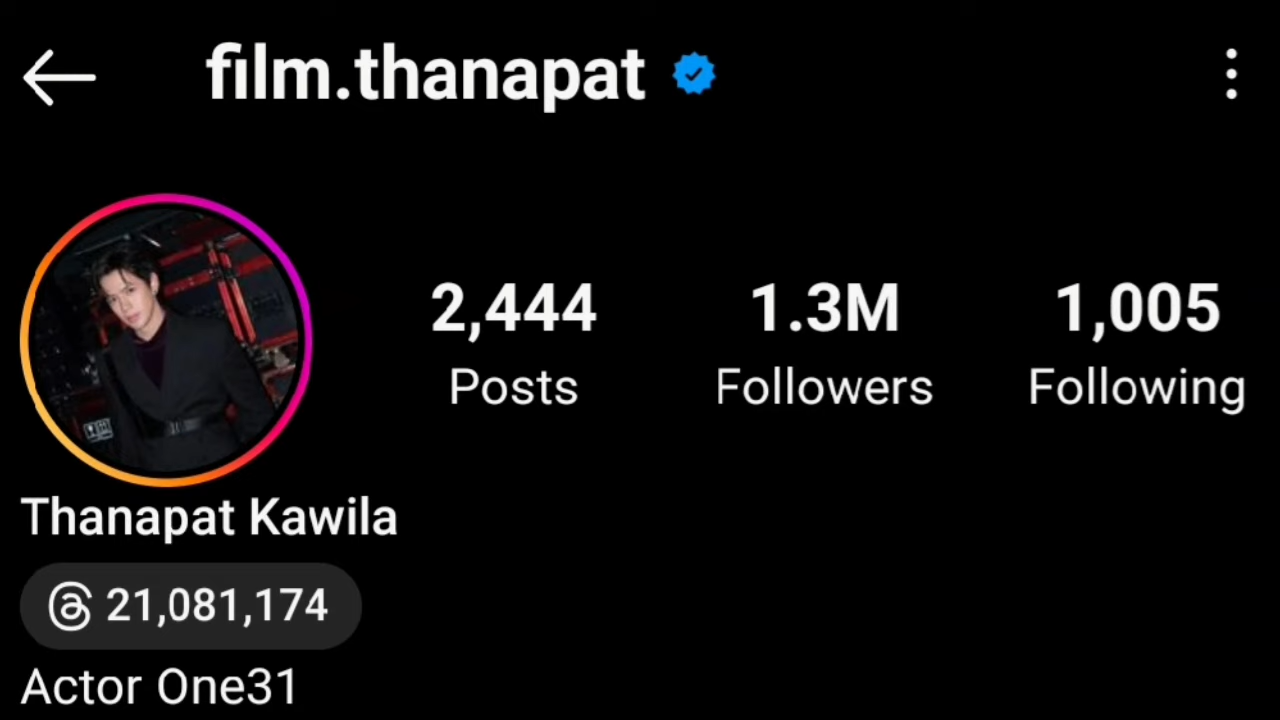 film.thanapat
2,444 1.3M 1,005
Posts Followers Following
Thanapat Kawila
21,081,174
Actor One31